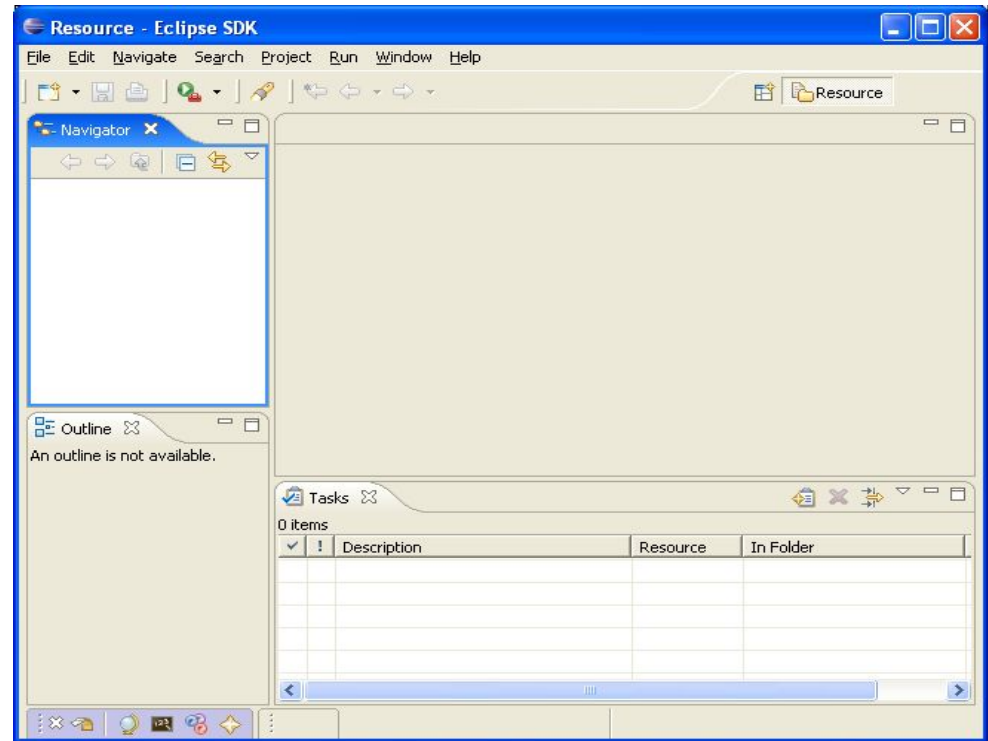 Resource - Eclipse SDK
File Edit Navigate Search Project Run Window Help
Resource
Navigator
Outline
An outline is not available.
Tasks
0 items
! Description Resource In Folder